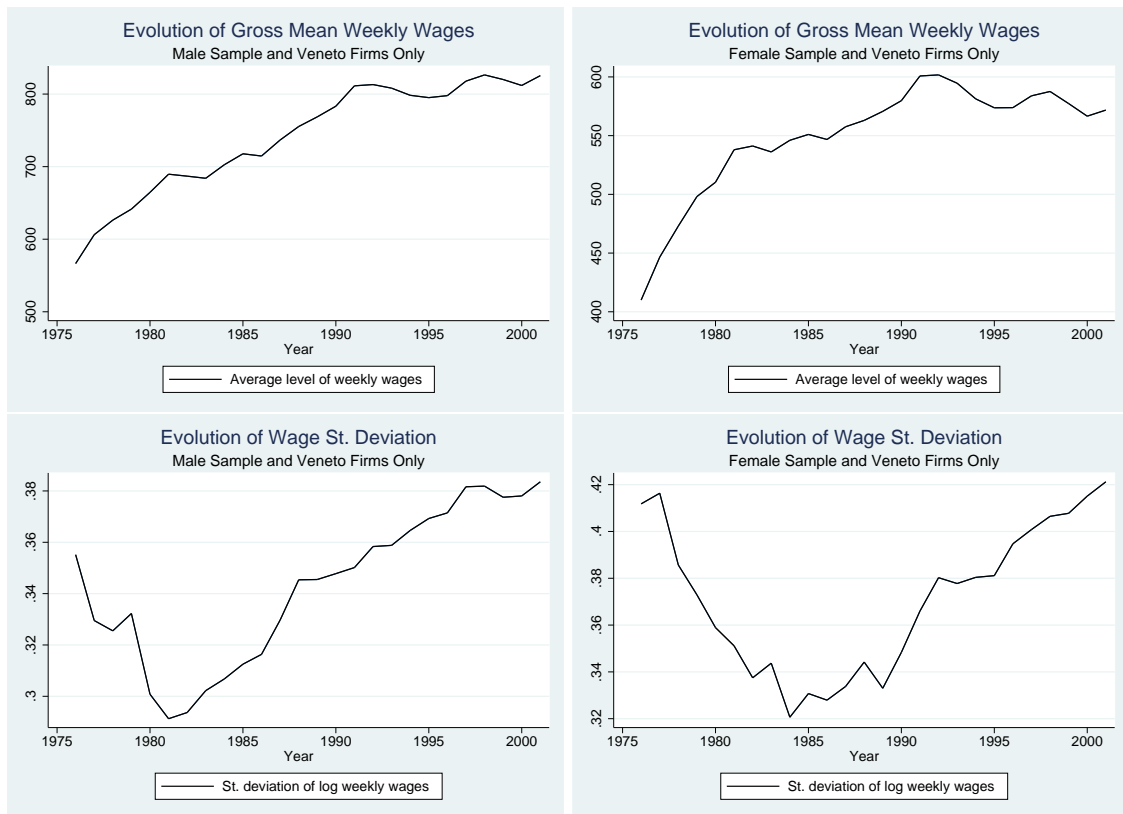 Evolution of Gross Mean Weekly Wages
Male Sample and Veneto Firms Only
800
700
600
500
1975 1980 1985 1990 1995 2000
Year
Average level of weekly wages
Evolution of Gross Mean Weekly Wages
Female Sample and Veneto Firms Only
600
550
500
450
400
1975 1980 1985 1990 1995 2000
Year
Average level of weekly wages
Evolution of Wage St. Deviation
Male Sample and Veneto Firms Only
.38
.36
.34
.32
.3
1975 1980 1985 1990 1995 2000
Year
St. deviation of log weekly wages
Evolution of Wage St. Deviation
Female Sample and Veneto Firms Only
.42
.4
.38
.36
.34
.32
1975 1980 1985 1990 1995 2000
Year
St. deviation of log weekly wages